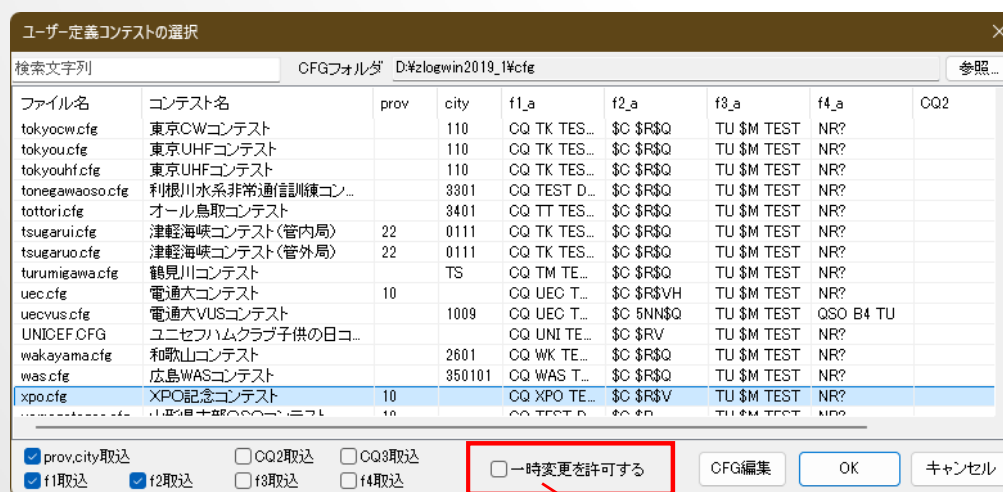 ユーザー定義コンテストの選択
検索文字列 CFGフォルダ D:¥zlogwin2019_1¥cfg 参照...
ファイル名 コンテスト名 prov city f1_a f2_a f3_a f4_a CQ2
tokyocw.cfg 東京CWコンテスト 110 CQ TK TES... $C $R$Q TU $M TEST NR?
tokyou.cfg 東京UHFコンテスト 110 CQ TK TES... $C $R$Q TU $M TEST NR?
tokyouhf.cfg 東京UHFコンテスト 110 CQ TK TES... $C $R$Q TU $M TEST NR?
tonegawaoso.cfg 利根川水系非常通信訓練コン... 3301 CQ TEST D... $C $R$Q TU $M TEST NR?
tottori.cfg オール鳥取コンテスト 3401 CQ TT TES... $C $R$Q TU $M TEST NR?
tsugarui.cfg 津軽海峡コンテスト(管内局) 22 0111 CQ TK TES... $C $R$Q TU $M TEST NR?
tsugaruo.cfg 津軽海峡コンテスト(管外局) 22 0111 CQ TK TES... $C $R$Q TU $M TEST NR?
turumigawa.cfg 鶴見川コンテスト TS CQ TM TE... $C $R$Q TU $M TEST NR?
uec.cfg 電通大コンテスト 10 CQ UEC T... $C $R$VH TU $M TEST NR?
uecvus.cfg 電通大VUSコンテスト 1009 CQ UEC T... $C 5NN$Q TU $M TEST QSO B4 TU
UNICEF.CFG ユニセフハムクラブ子供の日コ... CQ UNI TE... $C $RV TU $M TEST NR?
wakayama.cfg 和歌山コンテスト 2601 CQ WK TE... $C $R$Q TU $M TEST NR?
was.cfg 広島WASコンテスト 350101 CQ WAS T... $C $R$Q TU $M TEST NR?
xpo.cfg XPO記念コンテスト 10 CQ XPO TE... $C $R$V TU $M TEST NR?
prov,city取込 CQ2取込 CQ3取込 一時変更を許可する CFG編集 OK キャンセル
f1取込 f2取込 f3取込 f4取込